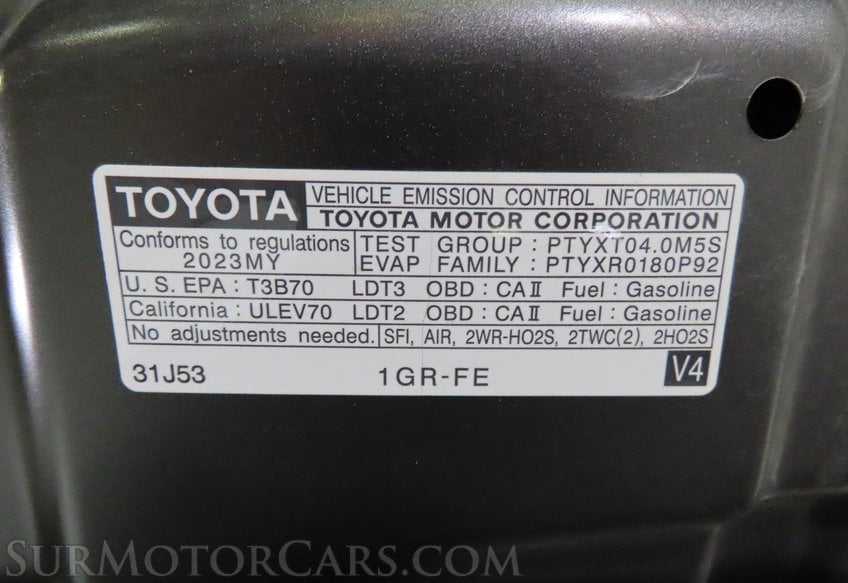 TOYOTA
VEHICLE EMISSION CONTROL INFORMATION
TOYOTA MOTOR CORPORATION
Conforms to regulations
2023MY
TEST GROUP : PTYXT04.0M5S
EVAP FAMILY : PTYXR0180P92
U. S. EPA : T3B70 LDT3 OBD : CAⅡ Fuel : Gasoline
California : ULEV70 LDT2 OBD : CAⅡ Fuel : Gasoline
No adjustments needed. SFI, AIR, 2WR-HO2S, 2TWC(2), 2HO2S
31J53 1GR-FE V4
SurMotorCars.com